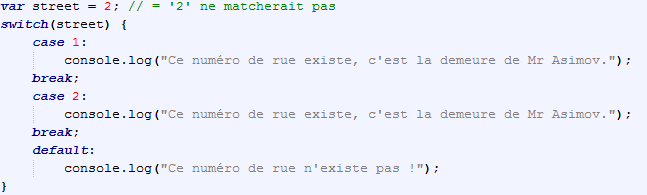 var street = 2; // = '2' ne matcherait pas
switch(street) {
case 1:
console.log("Ce numéro de rue existe, c'est la demeure de Mr Asimov.");
break;
case 2:
console.log("Ce numéro de rue existe, c'est la demeure de Mr Asimov.");
break;
default:
console.log("Ce numéro de rue n'existe pas !");
}